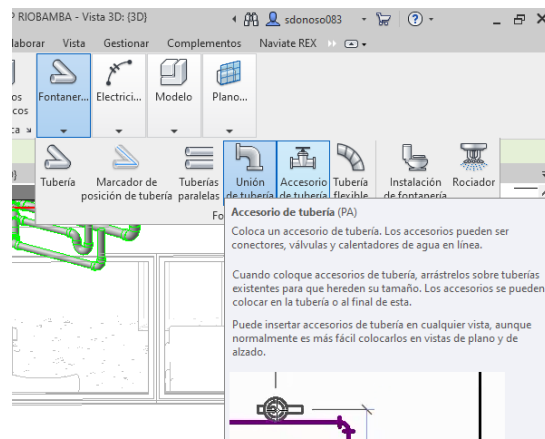 P RIOBAMBA - Vista 3D: {3D}
sdonoso083
laborar Vista Gestionar Complementos Naviate REX
os Fontaner... Electrici... Modelo Plano...
cos
ca
Tubería Marcador de posición de tubería Tuberías paralelas Unión de tubería Accesorio de tubería Tubería flexible Instalación de fontanería Rociador
Fo
Accesorio de tubería (PA)
Coloca un accesorio de tubería. Los accesorios pueden ser
conectores, válvulas y calentadores de agua en línea.
Cuando coloque accesorios de tubería, arrástrelos sobre tuberías
existentes para que hereden su tamaño. Los accesorios se pueden
colocar en la tubería o al final de esta.
Puede insertar accesorios de tubería en cualquier vista, aunque
normalmente es más fácil colocarlos en vistas de plano y de
alzado.